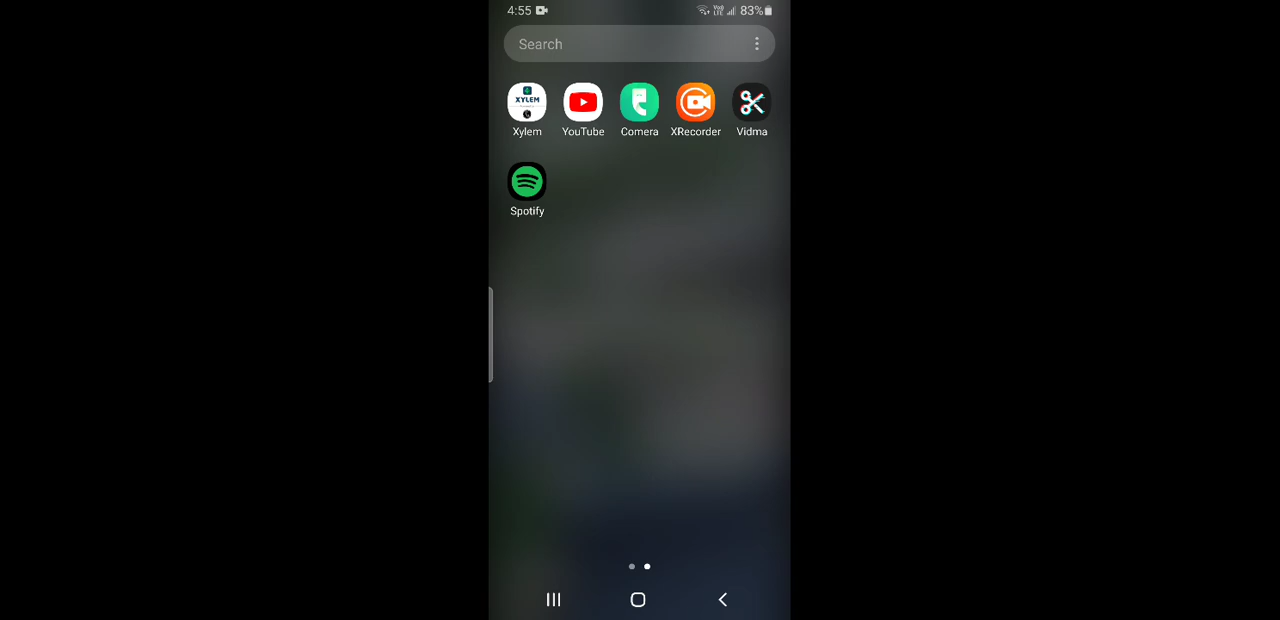 4:55 83%
Search
XYLEM
Xylem YouTube Comera XRecorder Vidma
Spotify